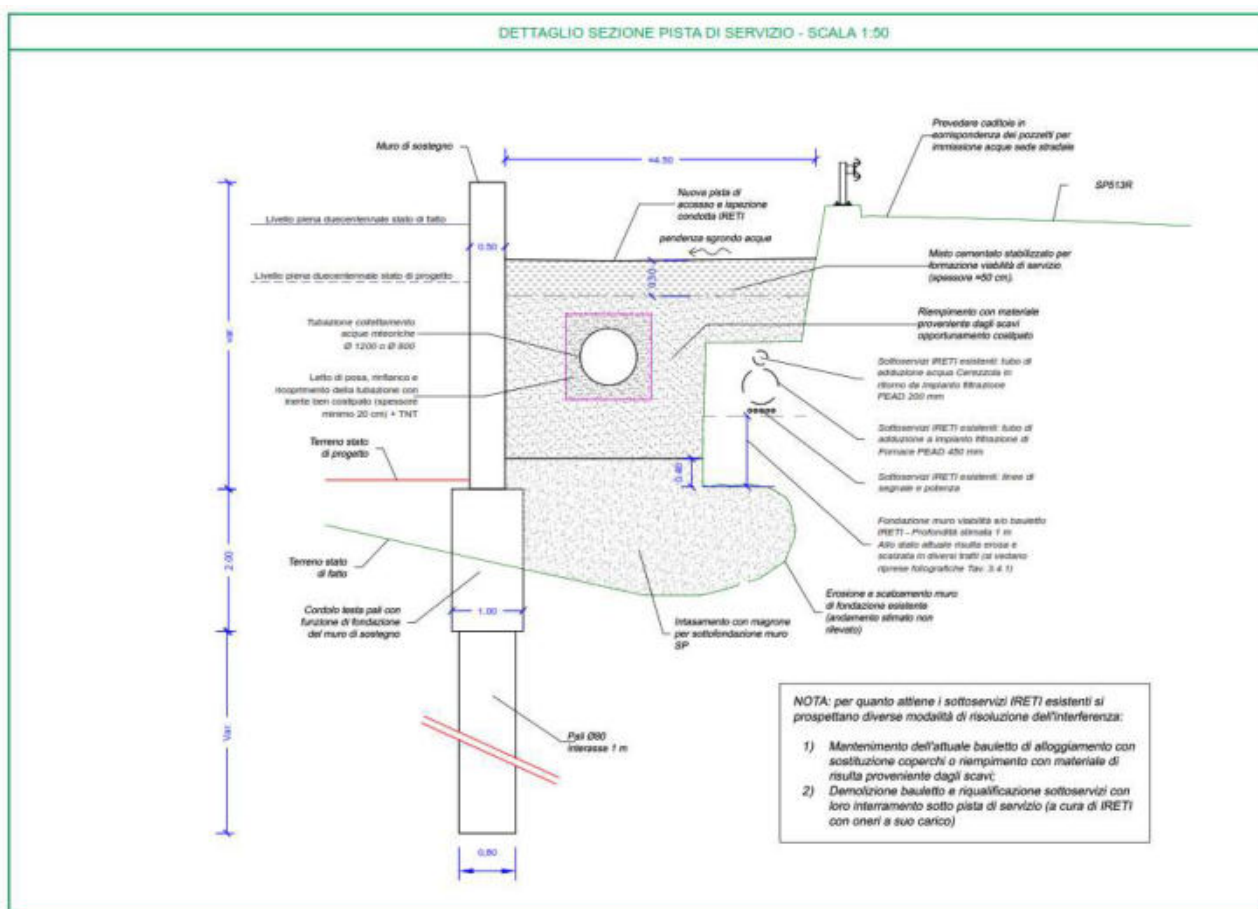 DETTAGLIO SEZIONE PISTA DI SERVIZIO - SCALA 1:50
Prevedere caditoie in
corrispondenza dei pozzetti per
immissione acque sede stradale
Muro di sostegno
≈4.50
SP513R
Nuova pista di
accesso e ispezione
condotta IRETI
Livello piena duecentennale stato di fatto
pendenza sgrondo acque
0.50
Misto cementato stabilizzato per
formazione viabilità di servizio
(spessore ≈50 cm).
Livello piena duecentennale stato di progetto
0.50
Riempimento con materiale
proveniente dagli scavi
opportunamento costipato
Tubazione collettamento
acque meteoriche
Ø 1200 o Ø 800
var
Sottoservizi IRETI esistenti: tubo di
adduzione acqua Cerezzola in
ritorno da impianto filtrazione
PEAD 200 mm
Letto di posa, rinfianco e
ricoprimento della tubazione con
inerte ben costipato (spessore
minimo 20 cm) + TNT
Sottoservizi IRETI esistenti: tubo di
adduzione a impianto filtrazione di
Fornace PEAD 450 mm
Terreno stato
di progetto
0.40
Sottoservizi IRETI esistenti: linee di
segnale e potenza
Fondazione muro viabilità e/o bauletto
IRETI - Profondità stimata 1 m
Allo stato attuale risulta erosa e
scalzata in diversi tratti (si vedano
riprese fotografiche Tav. 3.4.1)
2.00
Terreno stato
di fatto
Erosione e scalzamento muro
di fondazione esistente
(andamento stimato non
rilevato)
Cordolo testa pali con
funzione di fondazione
del muro di sostegno
1.00
Intasamento con magrone
per sottofondazione muro
SP
NOTA: per quanto attiene i sottoservizi IRETI esistenti si
prospettano diverse modalità di risoluzione dell'interferenza:
1) Mantenimento dell'attuale bauletto di alloggiamento con
sostituzione coperchi o riempimento con materiale di
risulta proveniente dagli scavi;
2) Demolizione bauletto e riqualificazione sottoservizi con
loro interramento sotto pista di servizio (a cura di IRETI
con oneri a suo carico)
Var.
Pali Ø80
interasse 1 m
0,80